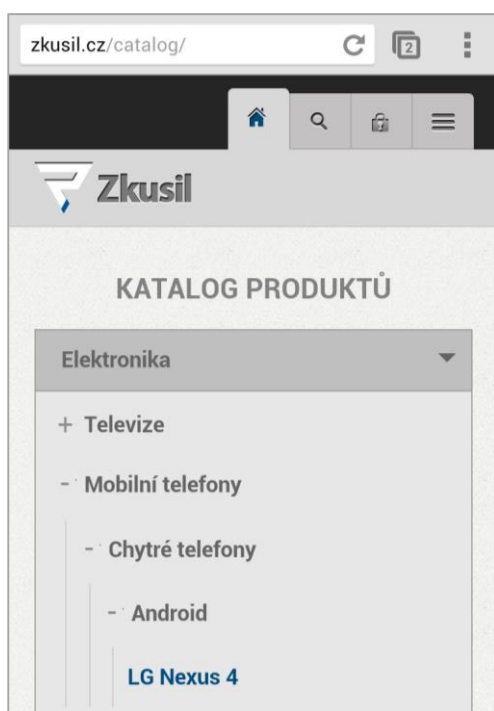 zkusil.cz/catalog/
2
Zkusil
KATALOG PRODUKTŮ
Elektronika
+ Televize
- Mobilní telefony
- Chytré telefony
- Android
LG Nexus 4